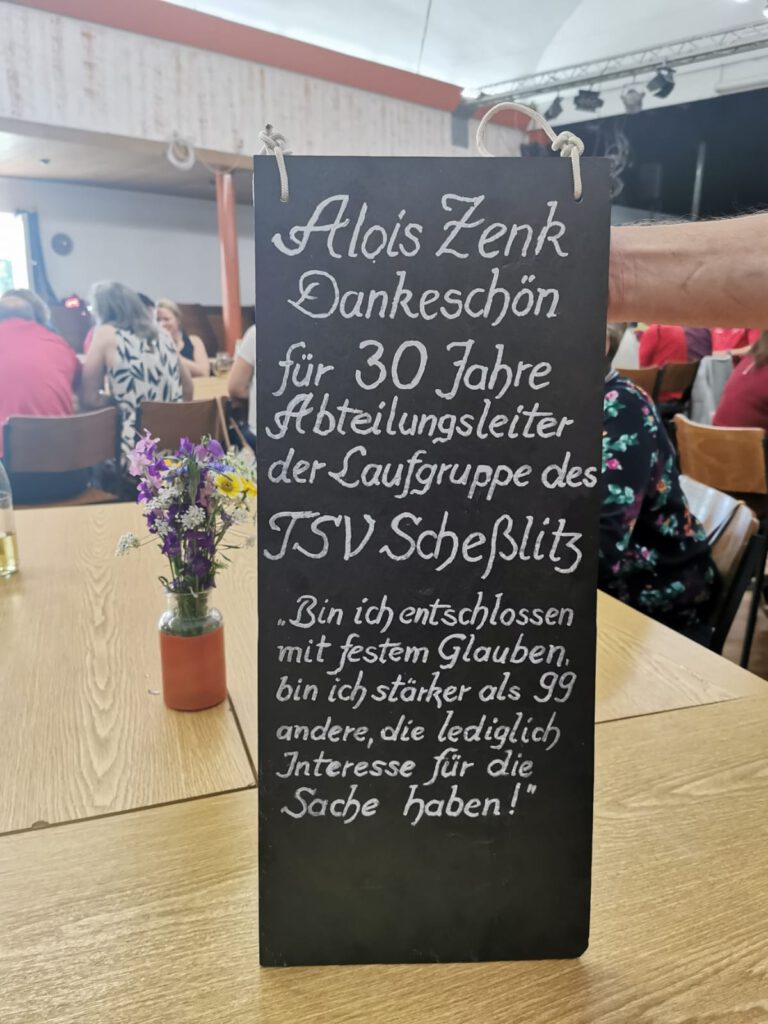 Alois Zenk
Dankeschön
für 30 Jahre
Abteilungsleiter
der Laufgruppe des
TSV Scheßlitz
„Bin ich entschlossen
mit festem Glauben,
bin ich stärker als 99
andere, die lediglich
Interesse für die
Sache haben!"